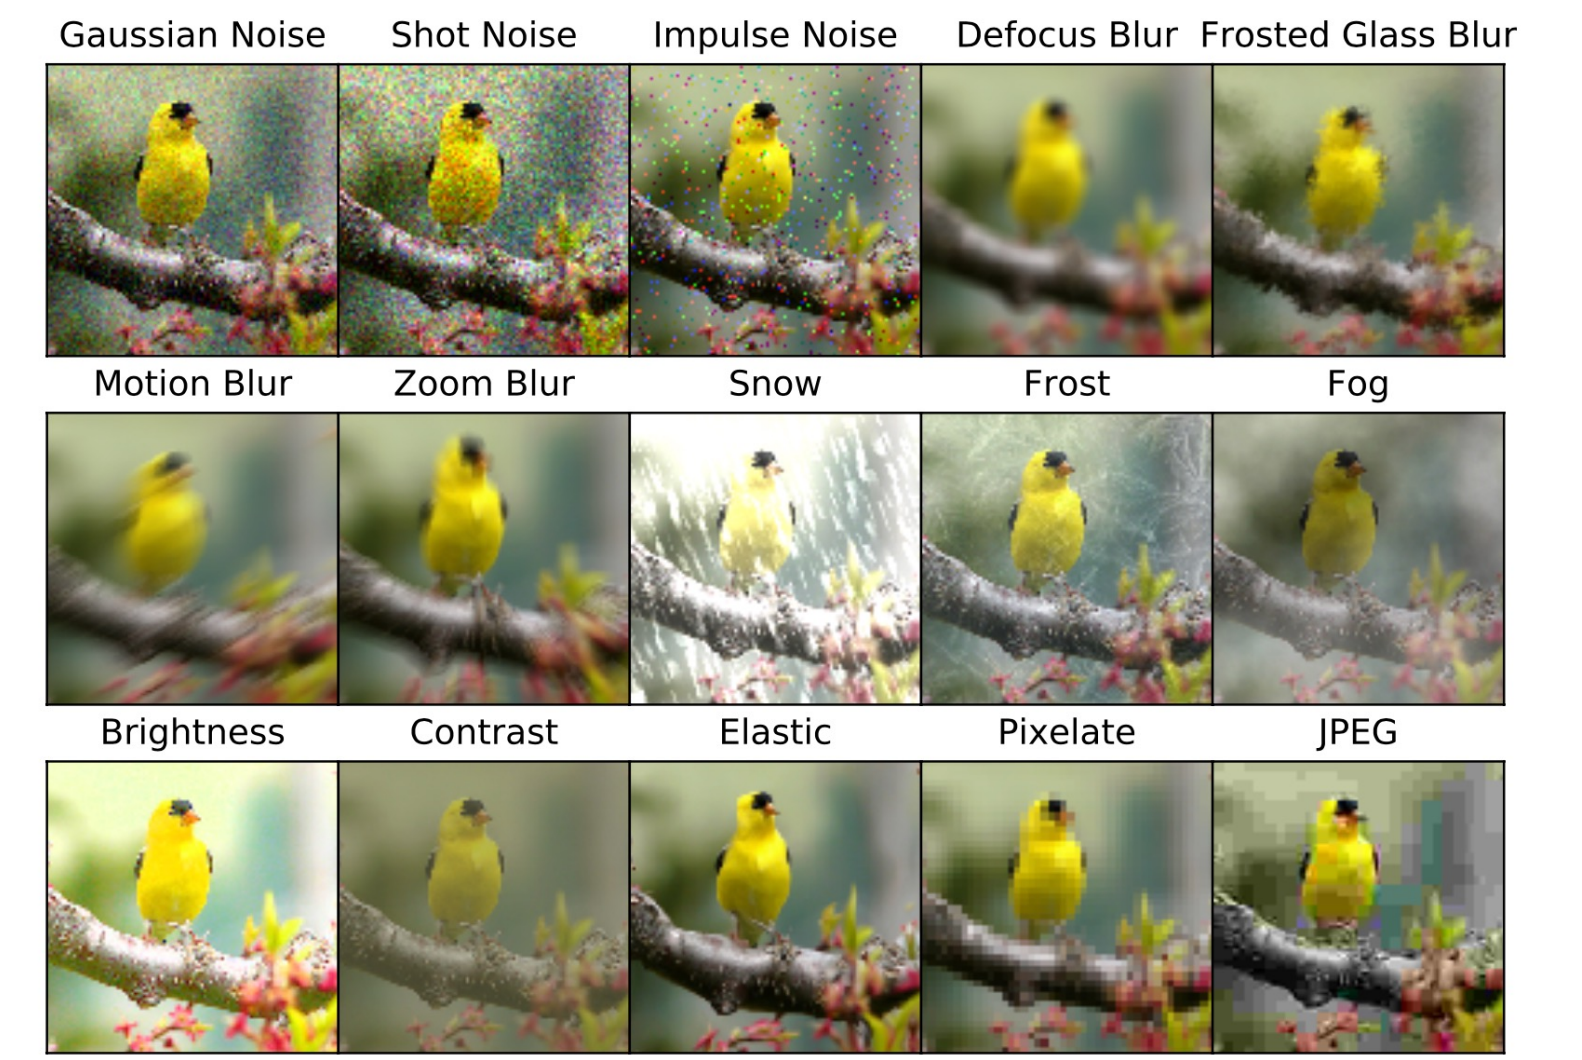 Gaussian Noise Shot Noise Impulse Noise Defocus Blur Frosted Glass Blur
Motion Blur Zoom Blur Snow Frost Fog
Brightness Contrast Elastic Pixelate JPEG